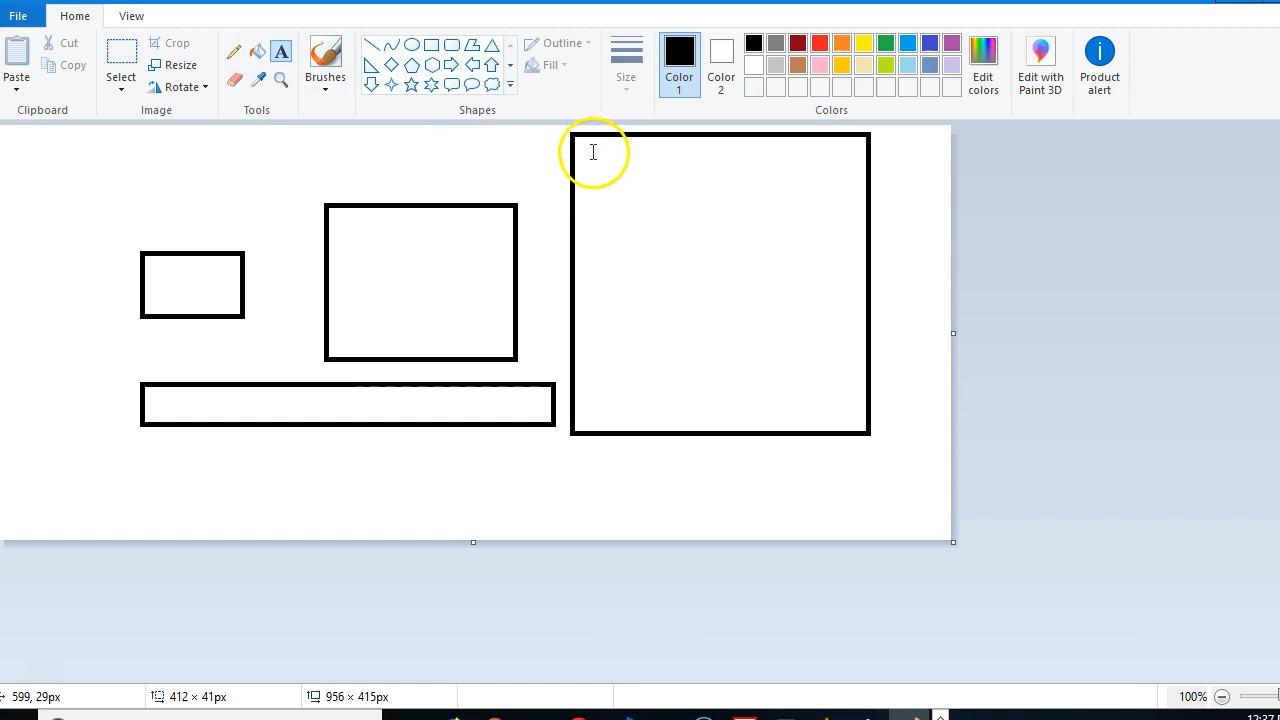 File Home View
Paste Cut Copy Clipboard
Select Crop Resize Rotate Image
Tools
Brushes
Shapes Outline Fill
Size
Color 1 Color 2 Edit colors Colors
Edit with Paint 3D
Product alert
599, 29px 412 × 41px 956 × 415px 100%
12:37